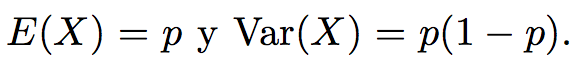 E(X) = p y Var(X) = p(1 − p).